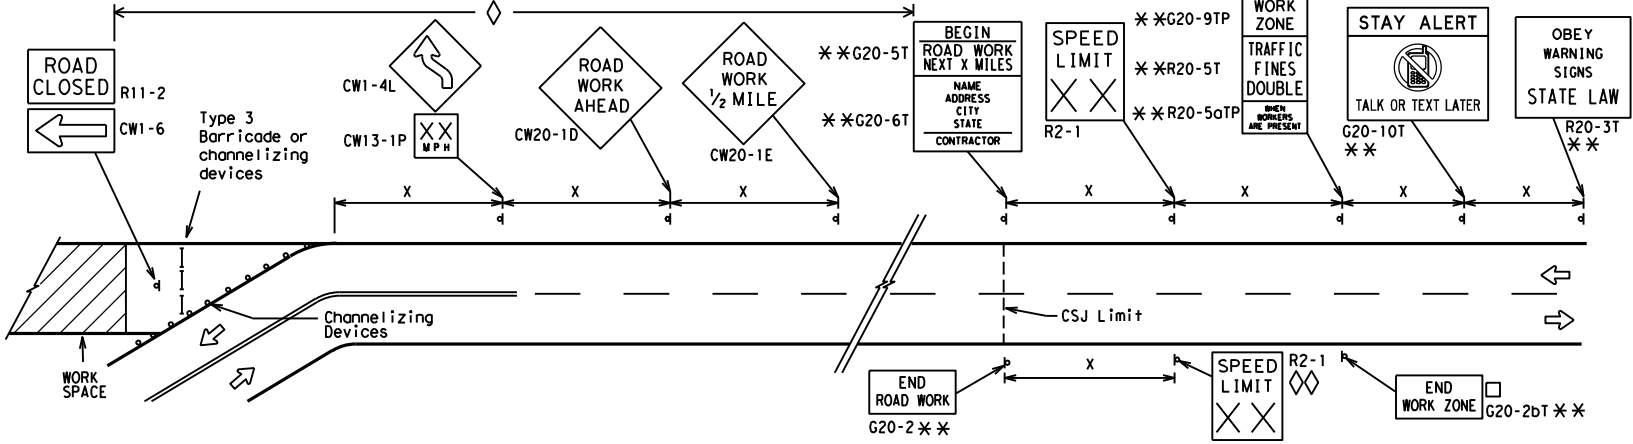 ROAD
CLOSED
R11-2
CW1-6
Type 3
Barricade or
channelizing
devices
◇
CW1-4L
XX
MPH
CW13-1P
ROAD
WORK
AHEAD
CW20-1D
ROAD
WORK
1/2 MILE
CW20-1E
✳✳G20-5T
✳✳G20-6T
BEGIN
ROAD WORK
NEXT X MILES
NAME
ADDRESS
CITY
STATE
CONTRACTOR
SPEED
LIMIT
XX
R2-1
✳✳G20-9TP
✳✳R20-5T
✳✳R20-5aTP
WORK
ZONE
TRAFFIC
FINES
DOUBLE
WHEN
WORKERS
ARE PRESENT
STAY ALERT
TALK OR TEXT LATER
G20-10T
✳✳
OBEY
WARNING
SIGNS
STATE LAW
R20-3T
✳✳
X
X
X
X
X
X
X
Channelizing
Devices
CSJ Limit
WORK
SPACE
END
ROAD WORK
G20-2✳✳
X
SPEED
LIMIT
XX
R2-1
◇◇
END
WORK ZONE
□
G20-2bT✳✳